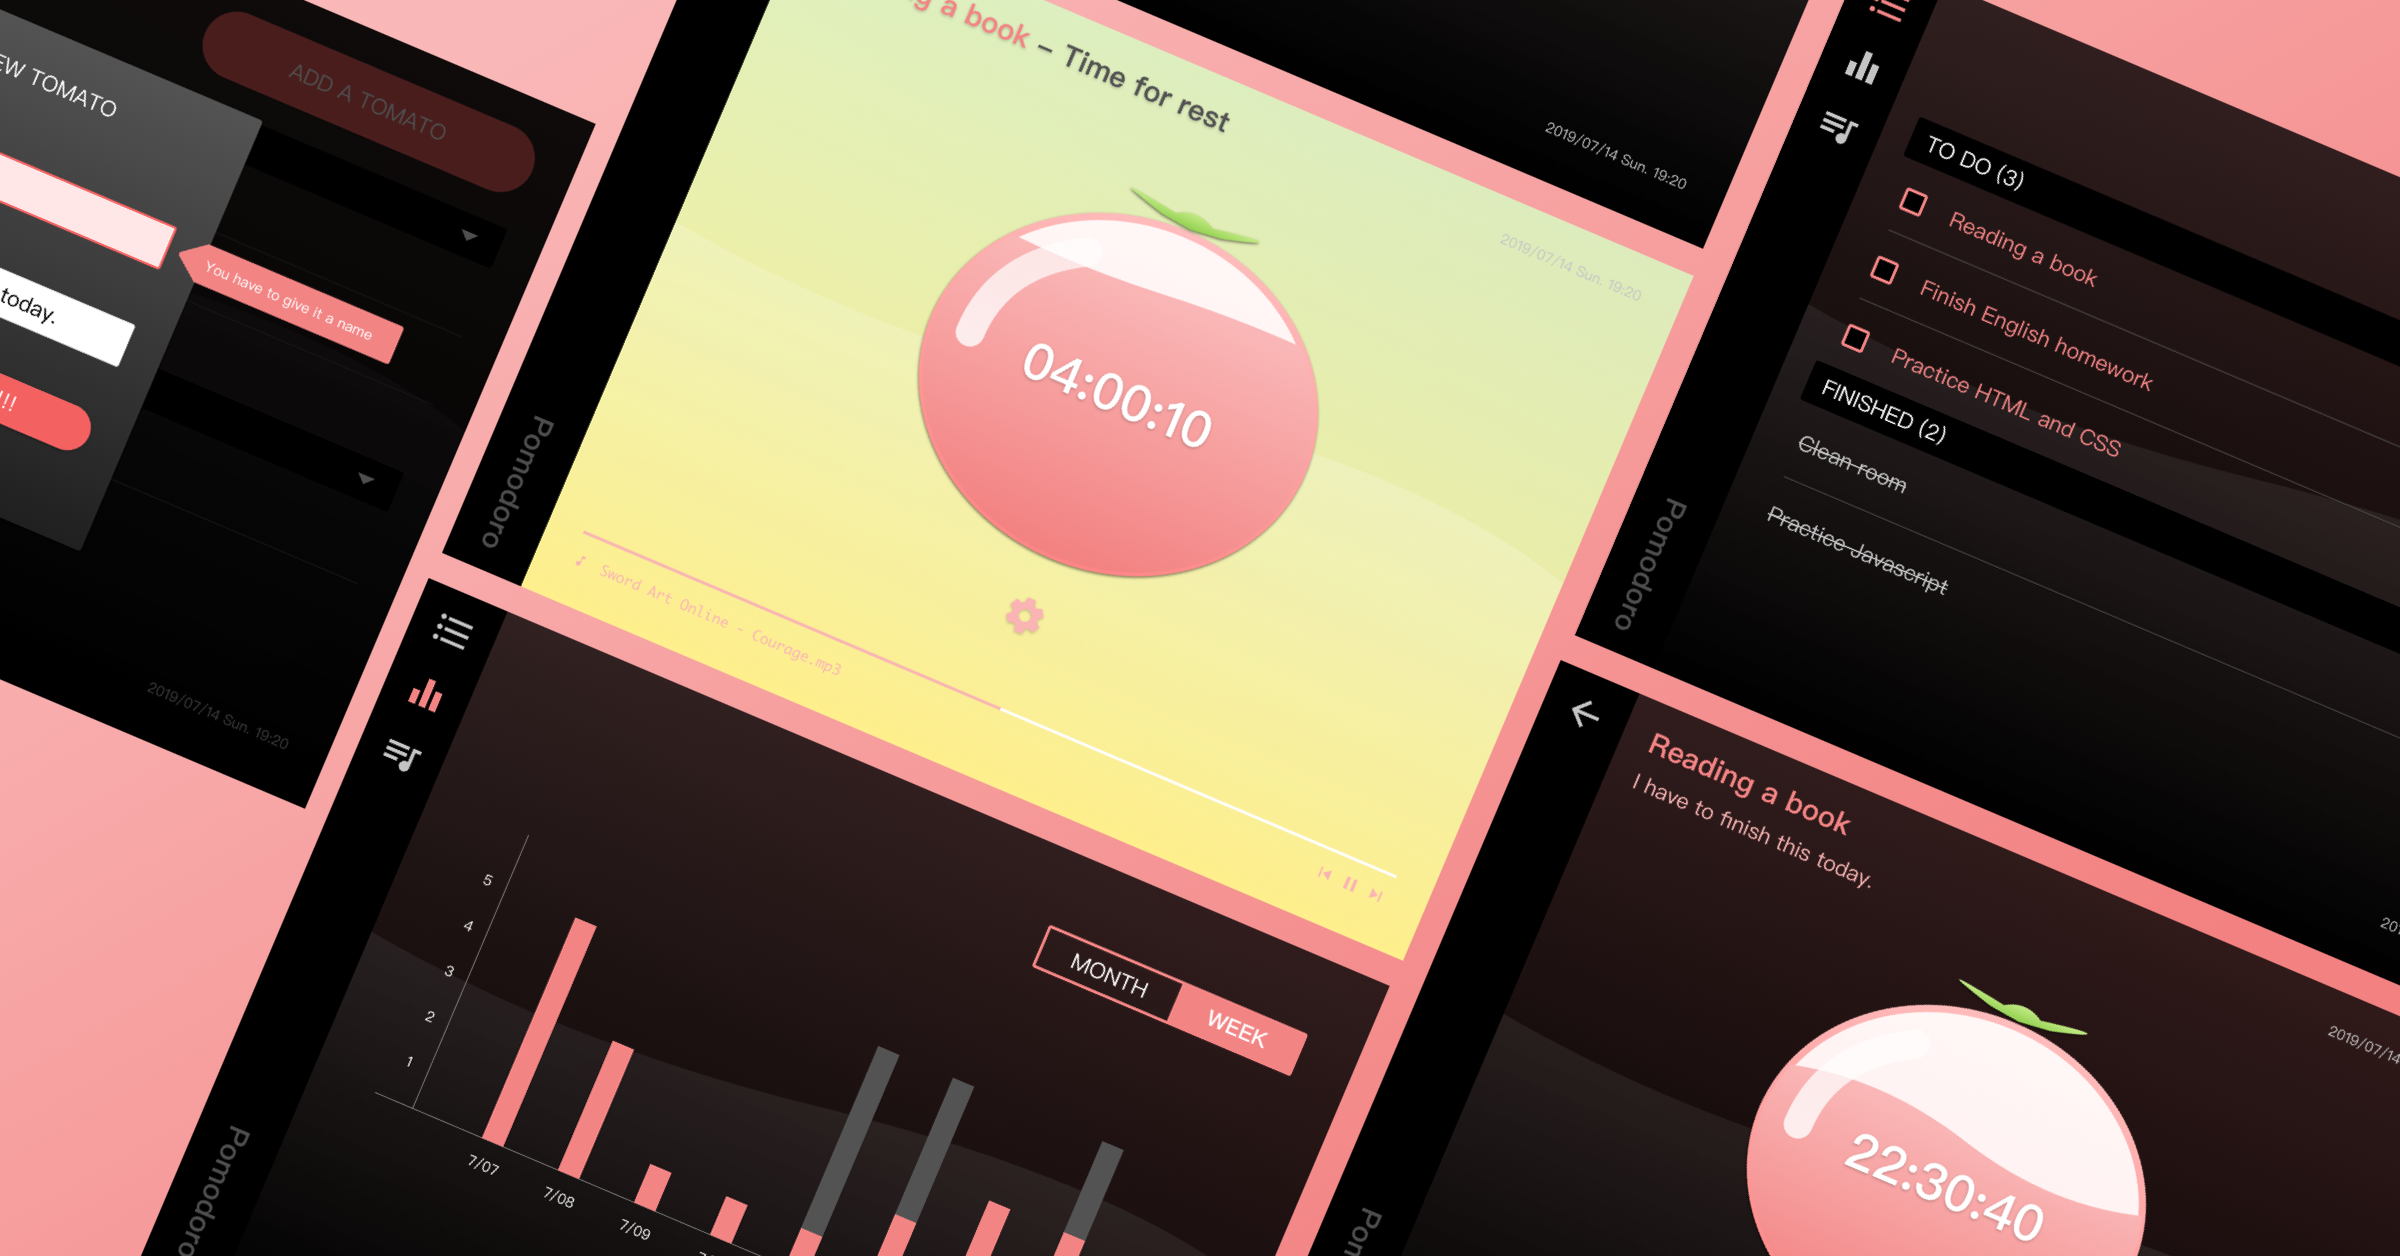 EW TOMATO
ADD A TOMATO
You have to give it a name
today.
!!!
2019/07/14 Sun. 19:20
2019/07/14 Sun. 19:20
g a book – Time for rest
2019/07/14 Sun. 19:20
04:00:10
Sword Art Online - Courage.mp3
Pomodoro
MONTH
WEEK
5
4
3
2
1
7/07
7/08
7/09
Pomodoro
TO DO (3)
Reading a book
Finish English homework
Practice HTML and CSS
FINISHED (2)
Clean room
Practice Javascript
Pomodoro
Reading a book
I have to finish this today.
2019/07/14
22:30:40
Pom